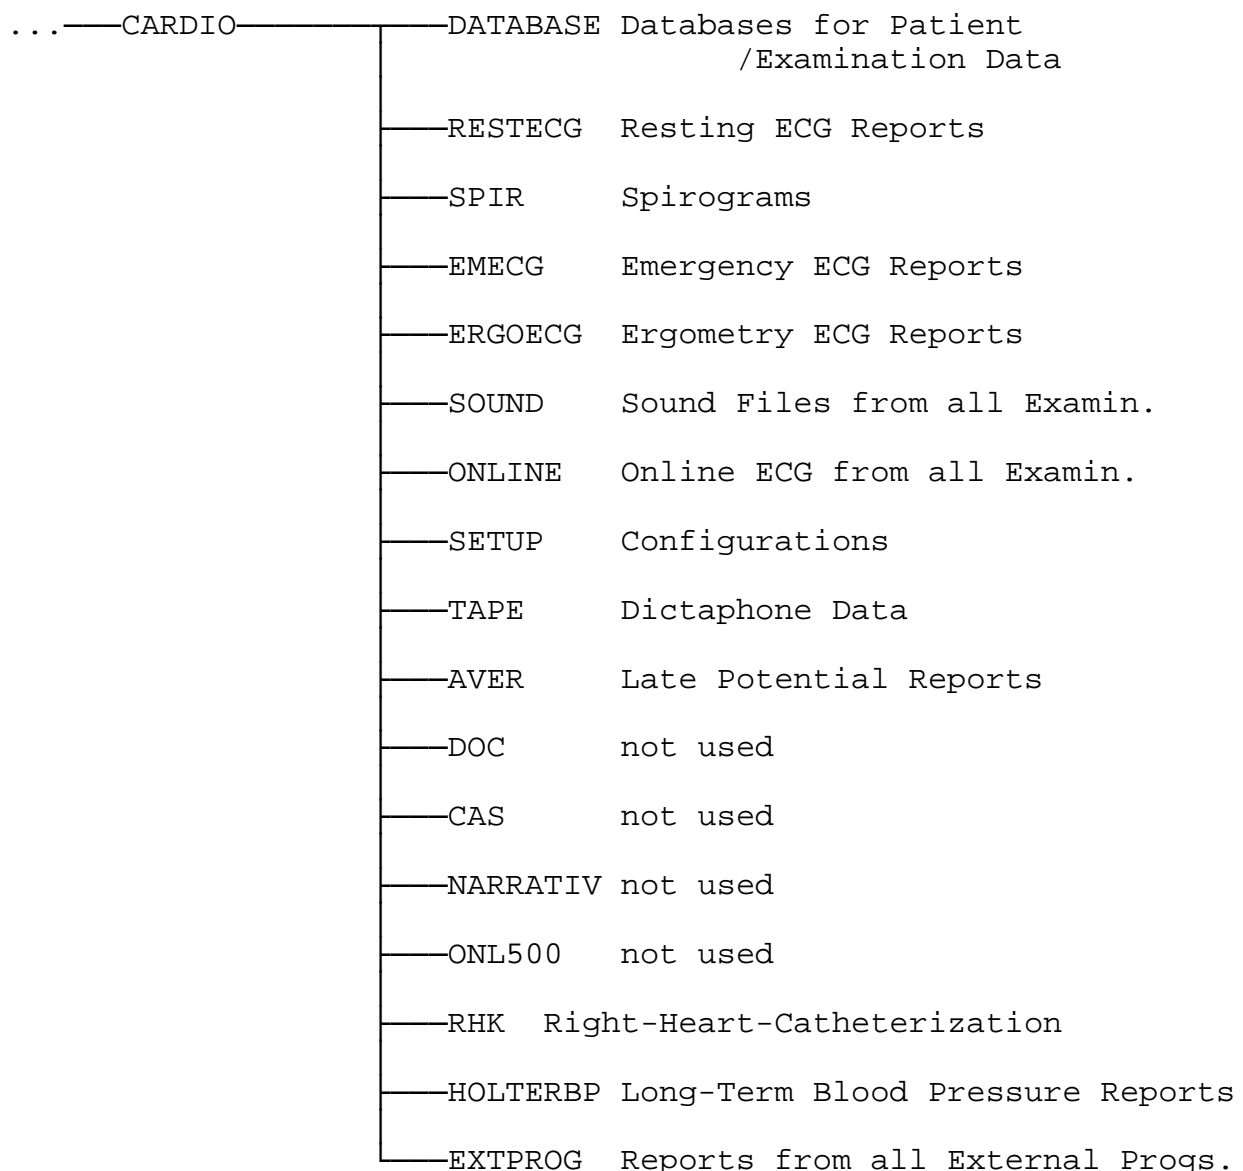 ...───CARDIO────────┬───DATABASE Databases for Patient
/Examination Data
├───RESTECG Resting ECG Reports
├───SPIR Spirograms
├───EMECG Emergency ECG Reports
├───ERGOECG Ergometry ECG Reports
├───SOUND Sound Files from all Examin.
├───ONLINE Online ECG from all Examin.
├───SETUP Configurations
├───TAPE Dictaphone Data
├───AVER Late Potential Reports
├───DOC not used
├───CAS not used
├───NARRATIV not used
├───ONL500 not used
├───RHK Right-Heart-Catheterization
├───HOLTERBP Long-Term Blood Pressure Reports
└───EXTPROG Reports from all External Progs.